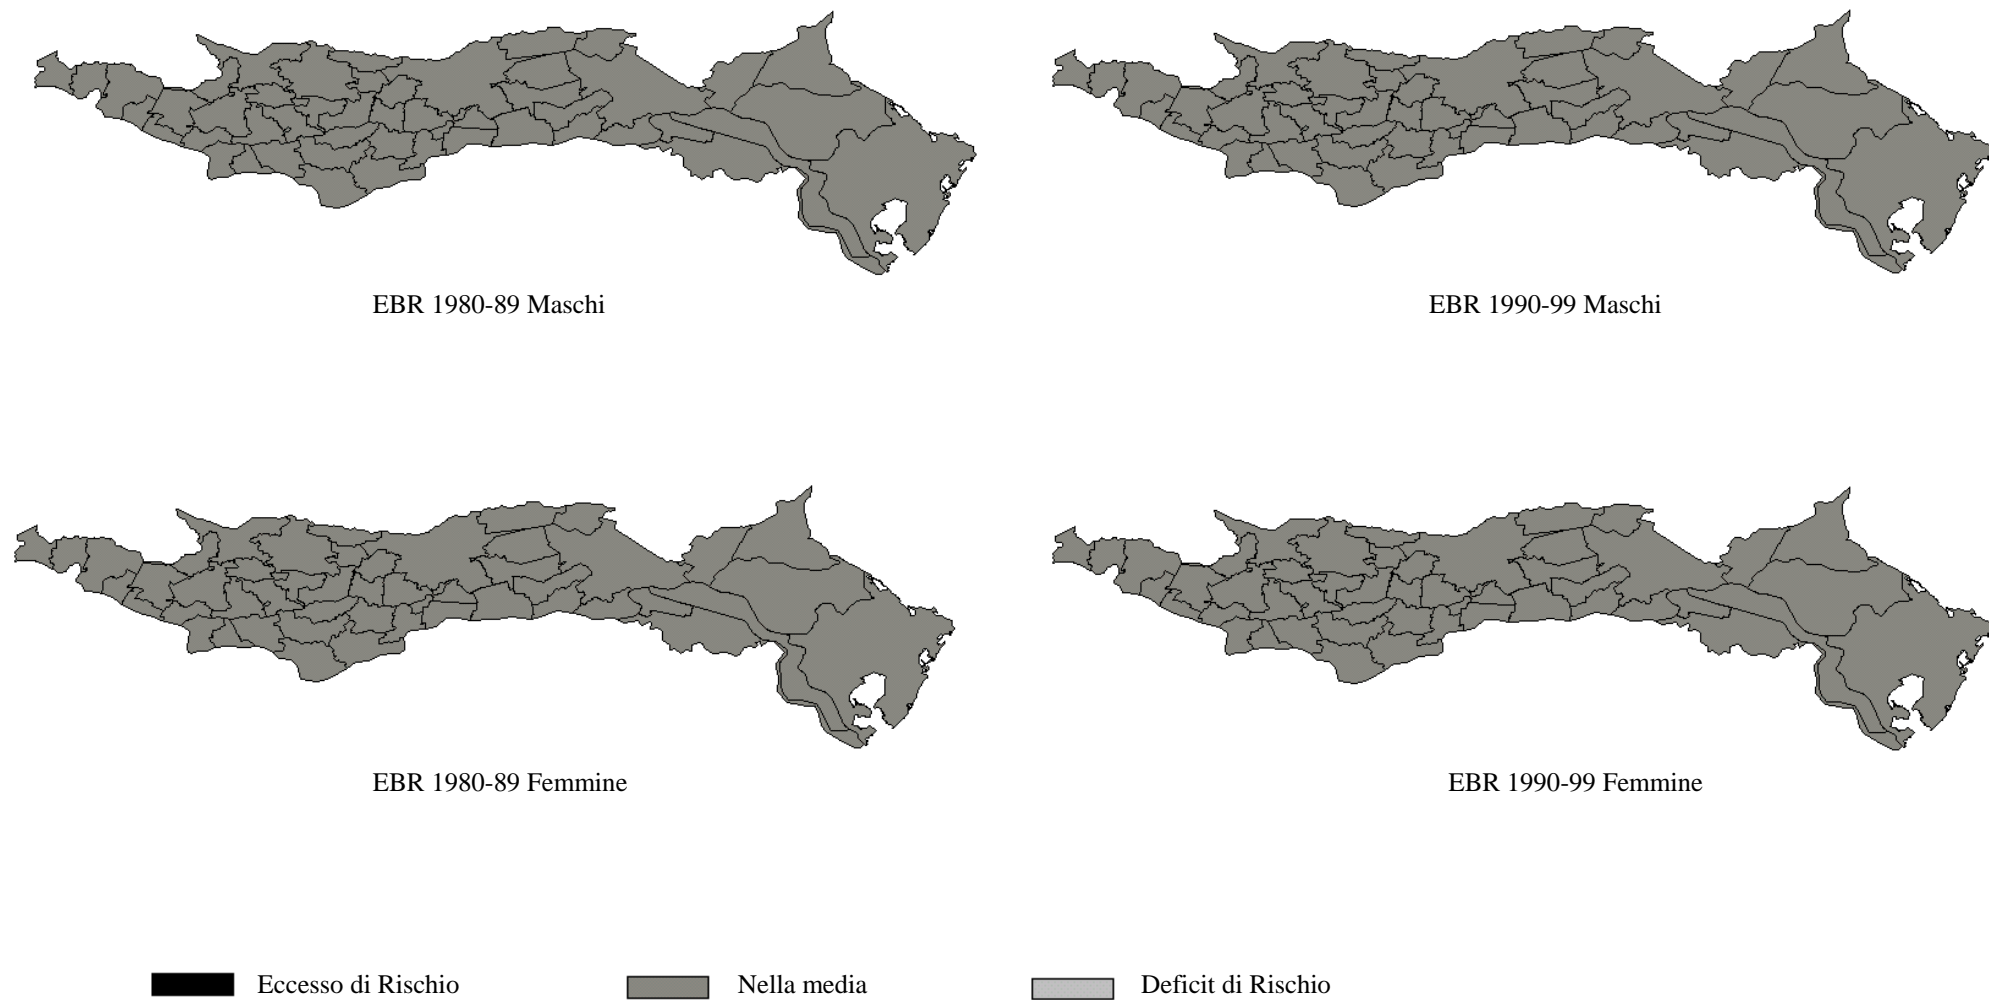 EBR 1980-89 Maschi
EBR 1990-99 Maschi
EBR 1980-89 Femmine
EBR 1990-99 Femmine
Eccesso di Rischio
Nella media
Deficit di Rischio